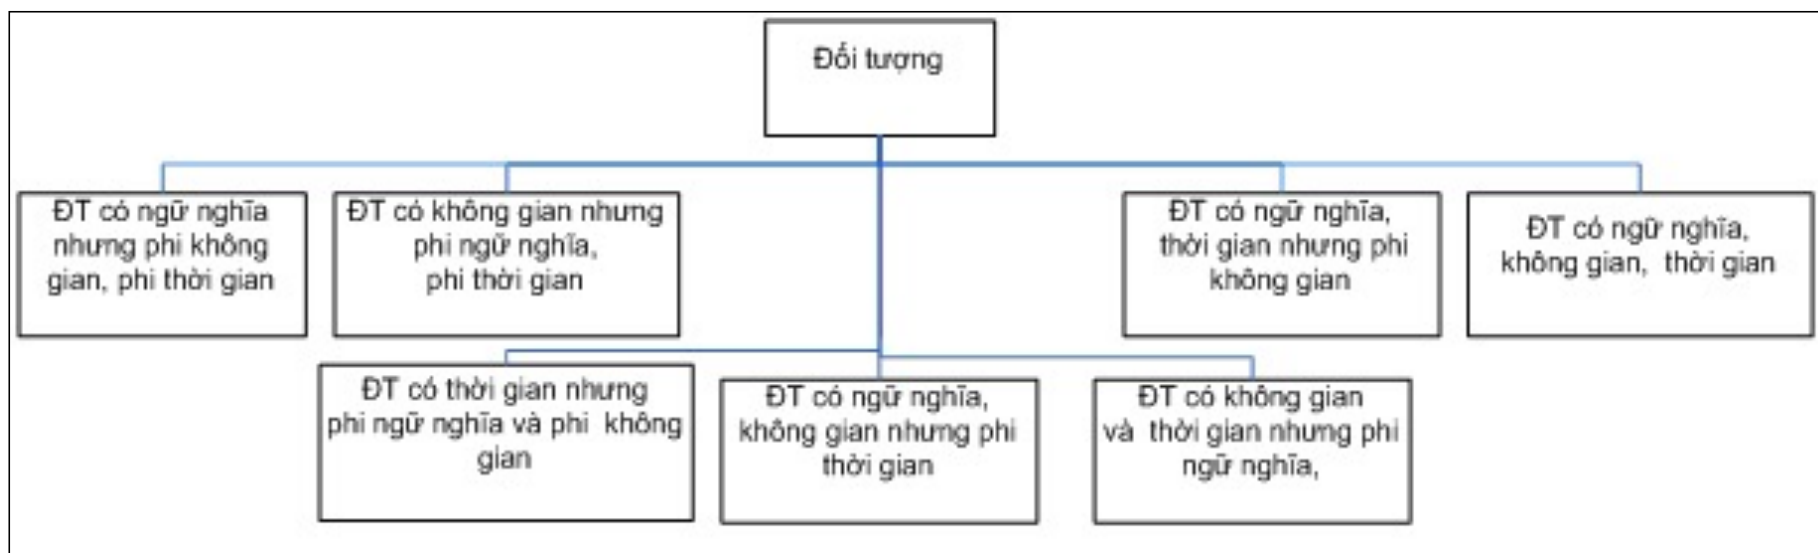 Đối tượng
ĐT có ngữ nghĩa
nhưng phi không
gian, phi thời gian
ĐT có không gian nhưng
phi ngữ nghĩa,
phi thời gian
ĐT có ngữ nghĩa,
thời gian nhưng phi
không gian
ĐT có ngữ nghĩa,
không gian, thời gian
ĐT có thời gian nhưng
phi ngữ nghĩa và phi không
gian
ĐT có ngữ nghĩa,
không gian nhưng phi
thời gian
ĐT có không gian
và thời gian nhưng phi
ngữ nghĩa,